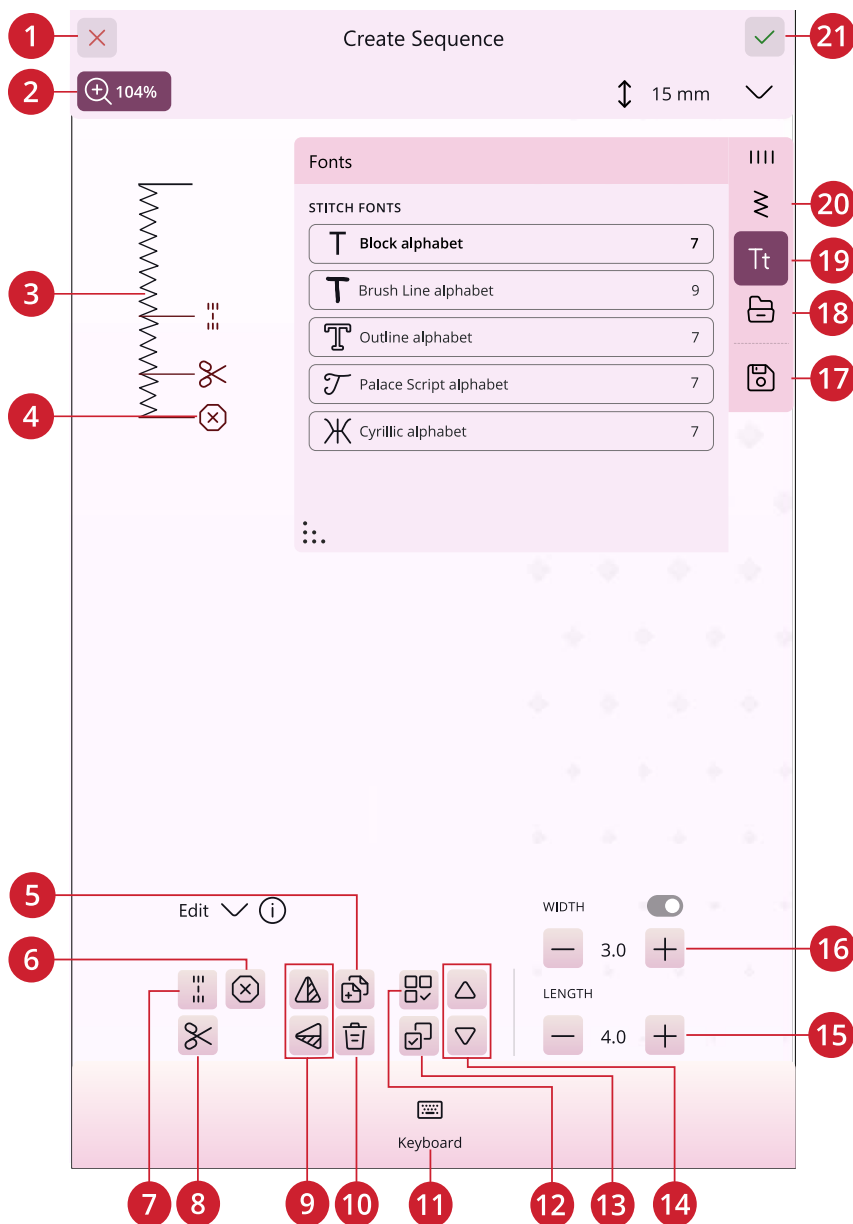 1
Create Sequence
21
2
104%
15 mm
Fonts
STITCH FONTS
20
T Block alphabet 7
Tt
19
3
T Brush Line alphabet 9
18
T Outline alphabet 7
17
T Palace Script alphabet 7
4
Ж Cyrillic alphabet 7
5
Edit i
WIDTH
6
3.0
16
LENGTH
4.0
15
Keyboard
7
8
9
10
11
12
13
14